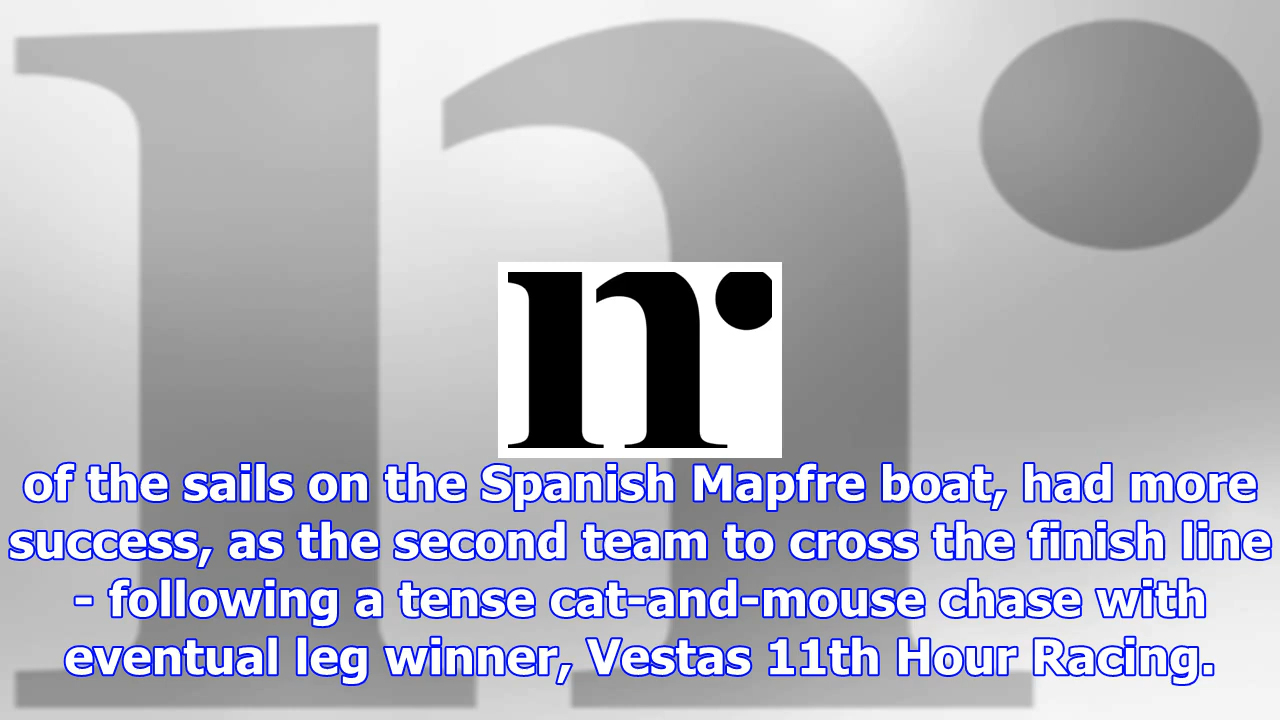 n·
of the sails on the Spanish Mapfre boat, had more
success, as the second team to cross the finish line
- following a tense cat-and-mouse chase with
eventual leg winner, Vestas 11th Hour Racing.